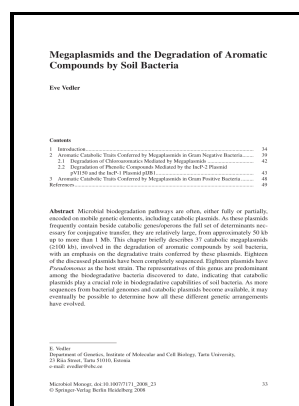 Megaplasmids and the Degradation of Aromatic
Compounds by Soil Bacteria
Eve Vedler
Contents
1 Introduction 34
2 Aromatic Catabolic Traits Conferred by Megaplasmids in Gram Negative Bacteria 39
2.1 Degradation of Chloroaromatics Mediated by Megaplasmids 42
2.2 Degradation of Phenolic Compounds Mediated by the IncP-2 Plasmid
pVI150 and the IncP-1 Plasmid pJB1 43
3 Aromatic Catabolic Traits Conferred by Megaplasmids in Gram Positive Bacteria 48
References 49
Abstract Microbial biodegradation pathways are often, either fully or partially,
encoded on mobile genetic elements, including catabolic plasmids. As these plasmids
frequently contain beside catabolic genes/operons the full set of determinants neces-
sary for conjugative transfer, they are relatively large, from approximately 50 kb
up to more than 1 Mb. This chapter briefly describes 37 catabolic megaplasmids
(≥100 kb), involved in the degradation of aromatic compounds by soil bacteria,
with an emphasis on the degradative traits conferred by these plasmids. Eighteen
of the discussed plasmids have been completely sequenced. Eighteen plasmids have
Pseudomonas as the host strain. The representatives of this genus are predominant
among the biodegrading bacteria discovered to date, indicating that catabolic
plasmids play a crucial role in biodegradative capabilities of soil bacteria. As more
sequences from bacterial genomes and catabolic plasmids become available, it may
eventually be possible to determine how all these different genetic arrangements
have evolved.
E. Vedler
Department of Genetics, Institute of Molecular and Cell Biology, Tartu University,
23 Riia Street, Tartu 51010, Estonia
e-mail: evedler@ebc.ee
Microbiol Monogr, doi:10.1007/7171_2008_23 33
© Springer-Verlag Berlin Heidelberg 2008